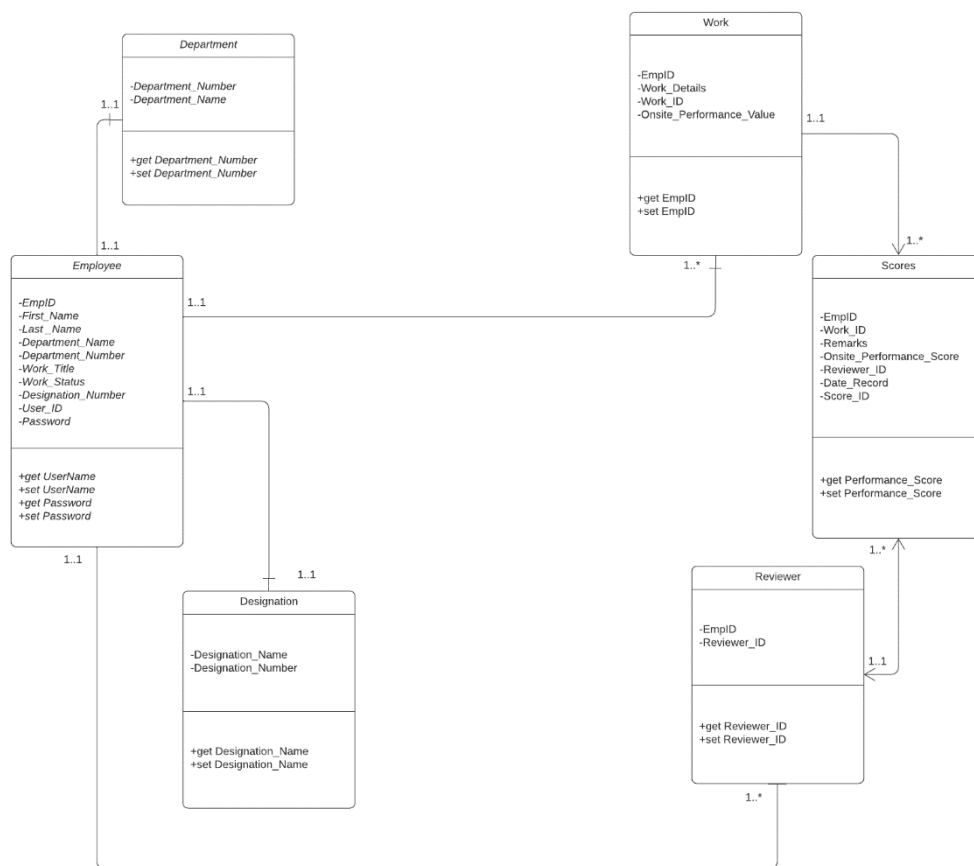 Department
-Department_Number
-Department_Name
+get Department_Number
+set Department_Number
1..1
1..1
Work
-EmpID
-Work_Details
-Work_ID
-Onsite_Performance_Value
+get EmpID
+set EmpID
1..1
1..*
1..*
Employee
-EmpID
-First_Name
-Last _Name
-Department_Name
-Department_Number
-Work_Title
-Work_Status
-Designation_Number
-User_ID
-Password
+get UserName
+set UserName
+get Password
+set Password
1..1
1..1
1..1
Scores
-EmpID
-Work_ID
-Remarks
-Onsite_Performance_Score
-Reviewer_ID
-Date_Record
-Score_ID
+get Performance_Score
+set Performance_Score
1..*
1..1
Designation
-Designation_Name
-Designation_Number
+get Designation_Name
+set Designation_Name
Reviewer
-EmpID
-Reviewer_ID
+get Reviewer_ID
+set Reviewer_ID
1..1
1..*